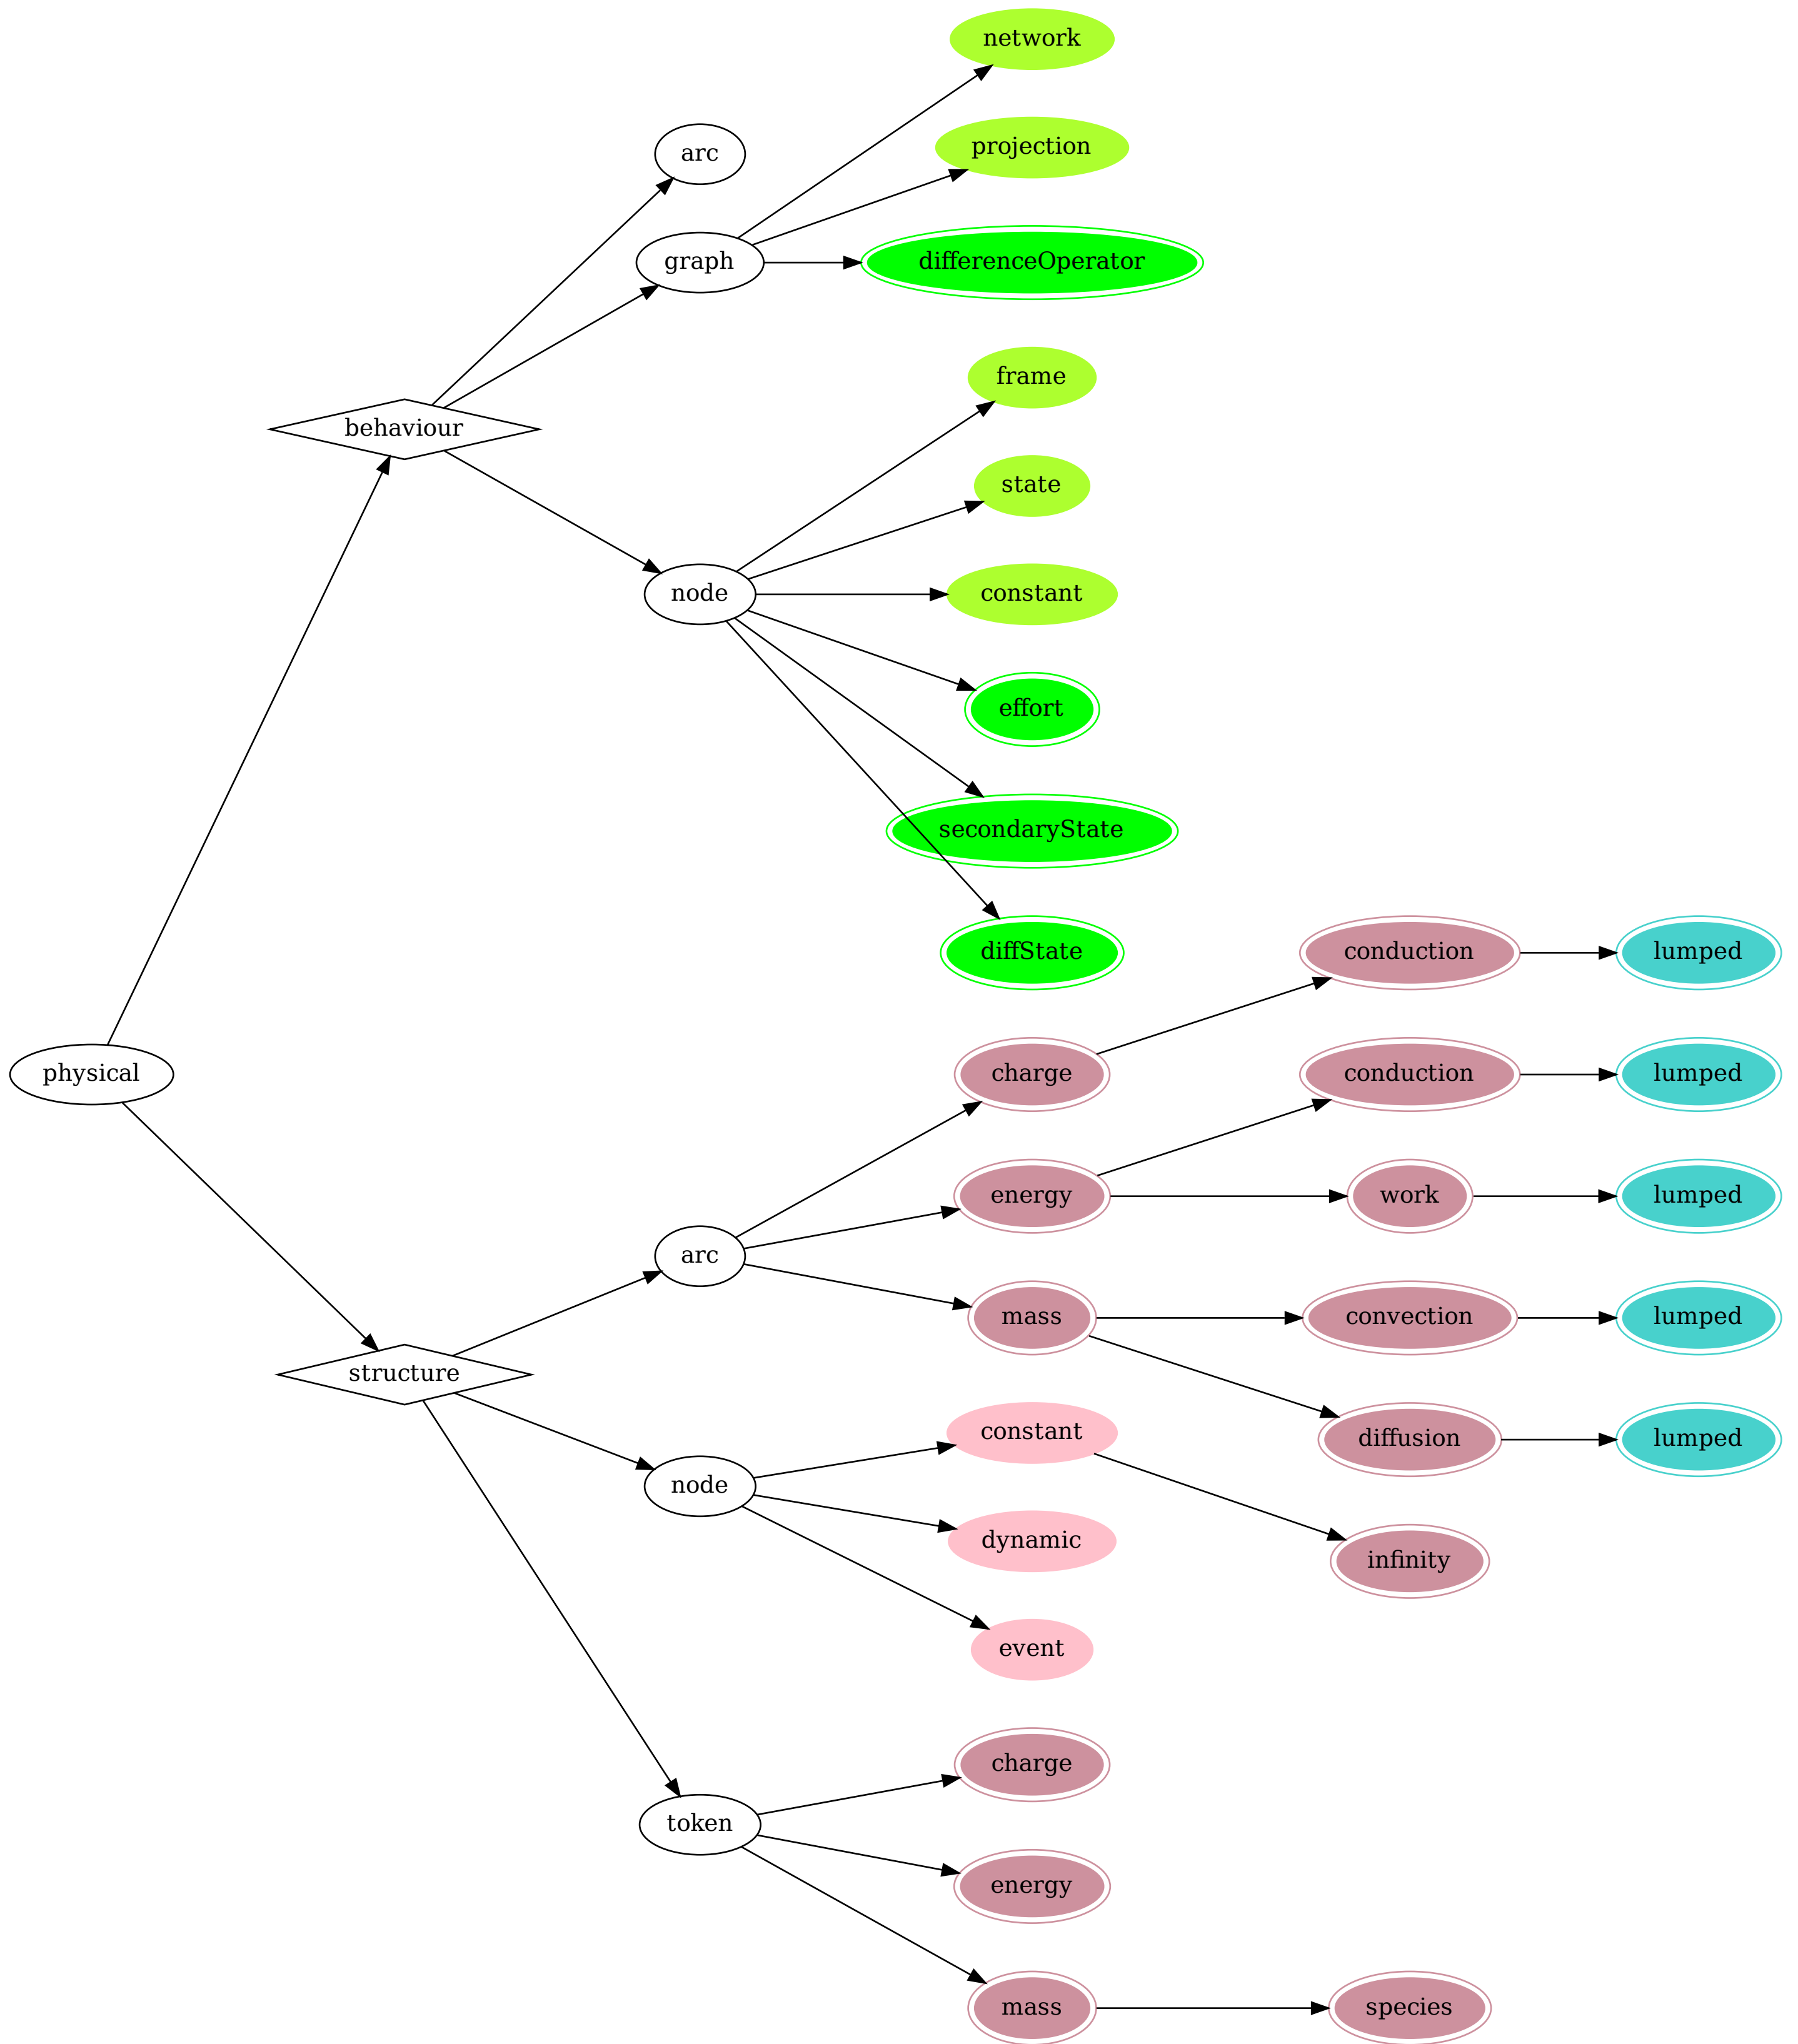 network
arc
projection
graph
differenceOperator
frame
behaviour
state
node
constant
effort
secondaryState
diffState
conduction
lumped
physical
charge
conduction
lumped
energy
work
lumped
arc
mass
convection
lumped
structure
constant
diffusion
lumped
node
dynamic
infinity
event
charge
token
energy
mass
species